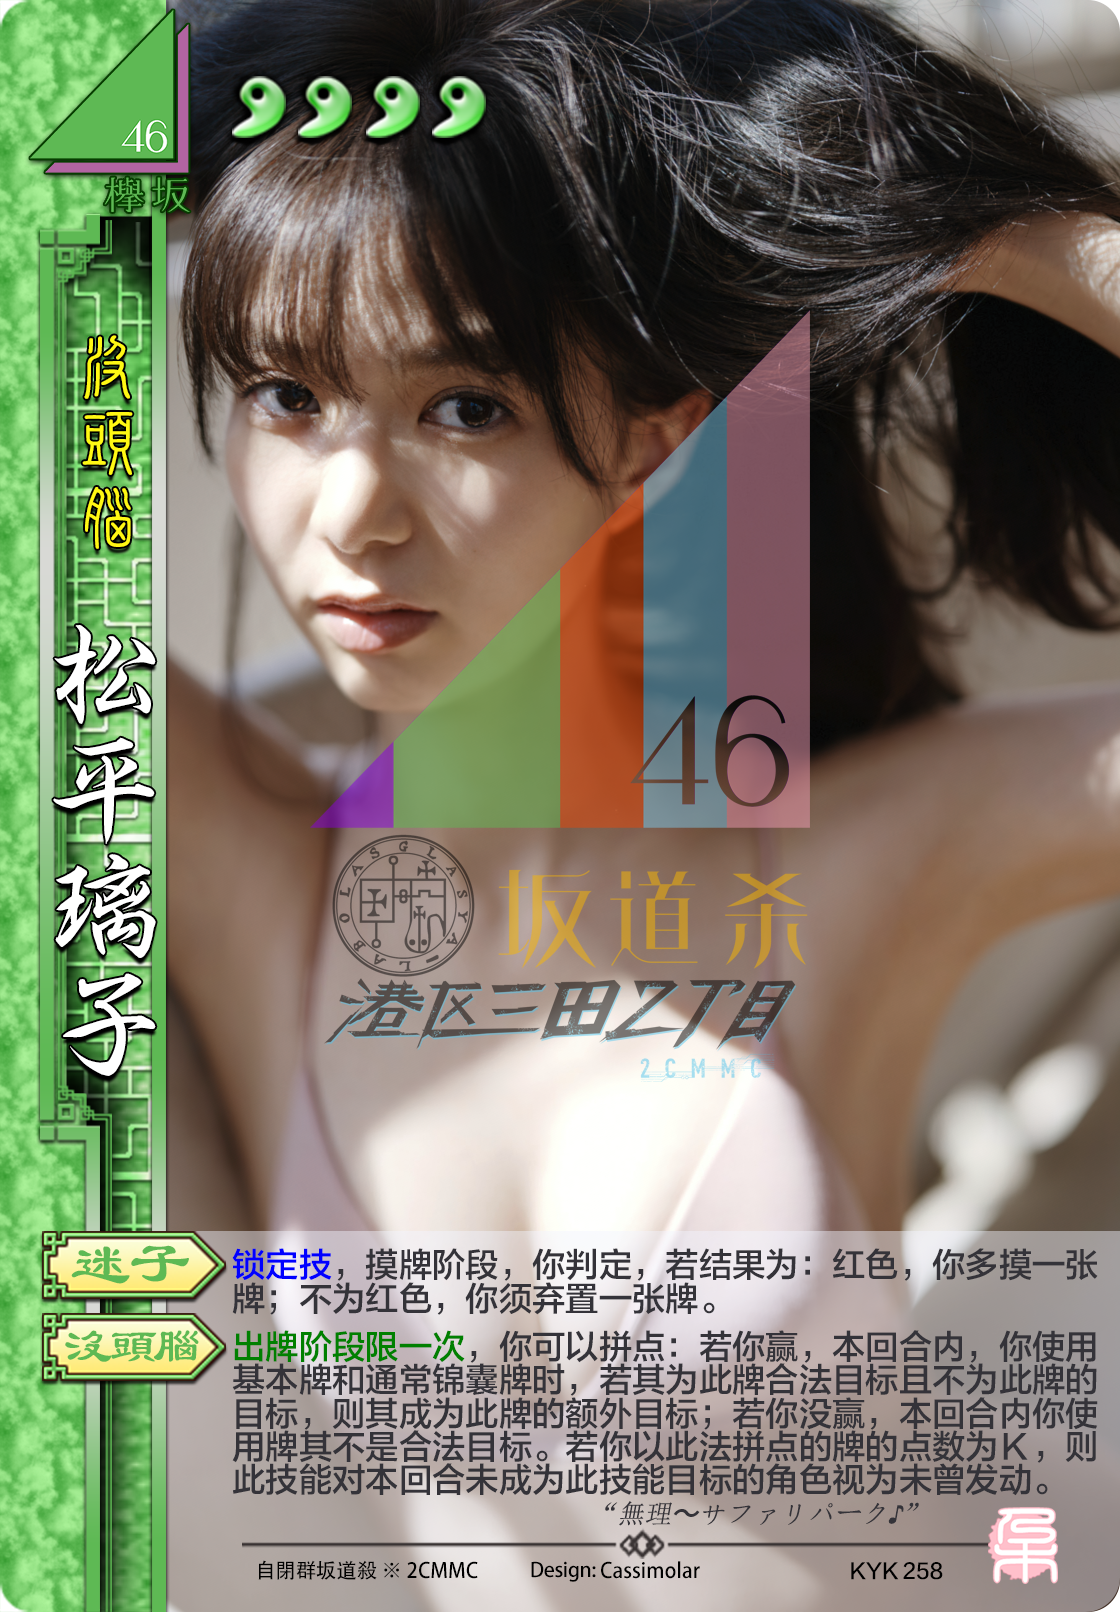 46
欅坂
没頭腦
松平璃子
46
GLASYALABOLAS
坂道杀
港区三田乙丁目
2CMMC
迷子
锁定技，摸牌阶段，你判定，若结果为：红色，你多摸一张
牌；不为红色，你须弃置一张牌。
没頭腦
出牌阶段限一次，你可以拼点：若你赢，本回合内，你使用
基本牌和通常锦囊牌时，若其为此牌合法目标且不为此牌的
目标，则其成为此牌的额外目标；若你没赢，本回合内你使
用牌其不是合法目标。若你以此法拼点的牌的点数为K，则
此技能对本回合未成为此技能目标的角色视为未曾发动。
“無理～サファリパーク♪”
自閉群坂道殺 ※ 2CMMC Design: Cassimolar KYK 258